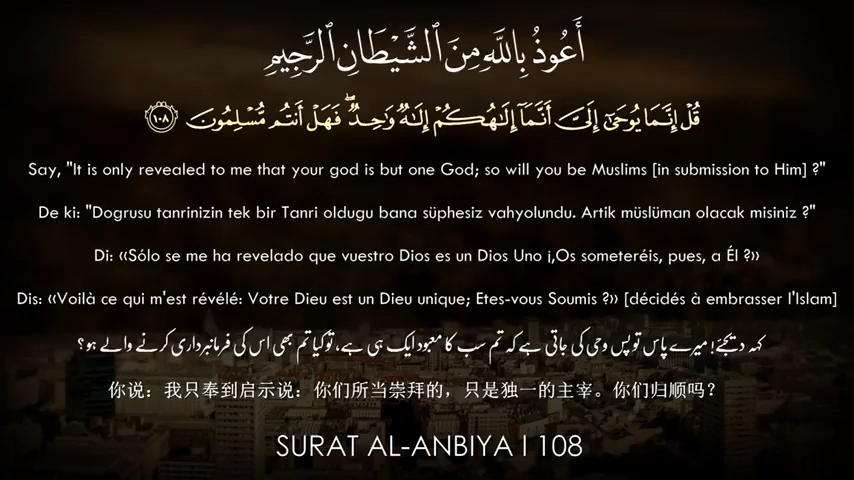 أَعُوذُ بِاللَّهِ مِنَ ٱلشَّيْطَانِ ٱلرَّجِيمِ
قُلْ إِنَّمَا يُوحَىٰٓ إِلَىَّ أَنَّمَآ إِلَـٰهُكُمْ إِلَـٰهٌ وَٰحِدٌ ۖ فَهَلْ أَنتُم مُّسْلِمُونَ ١٠٨
Say, "It is only revealed to me that your god is but one God; so will you be Muslims [in submission to Him] ?"
De ki: "Dogrusu tanrinizin tek bir Tanri oldugu bana süphesiz vahyolundu. Artik müslüman olacak misiniz ?"
Di: «Sólo se me ha revelado que vuestro Dios es un Dios Uno ¡,Os someteréis, pues, a Él ?»
Dis: «Voilà ce qui m'est révélé: Votre Dieu est un Dieu unique; Etes-vous Soumis ?» [décidés à embrasser l'Islam]
کہہ دیجئے! میرے پاس تو پس وحی کی جاتی ہے کہ تم سب کا معبود ایک ہی ہے، تو کیا تم بھی اس کی فرمانبرداری کرنے والے ہو؟
你说：我只奉到启示说：你们所当崇拜的，只是独一的主宰。你们归顺吗？
SURAT AL-ANBIYA I 108